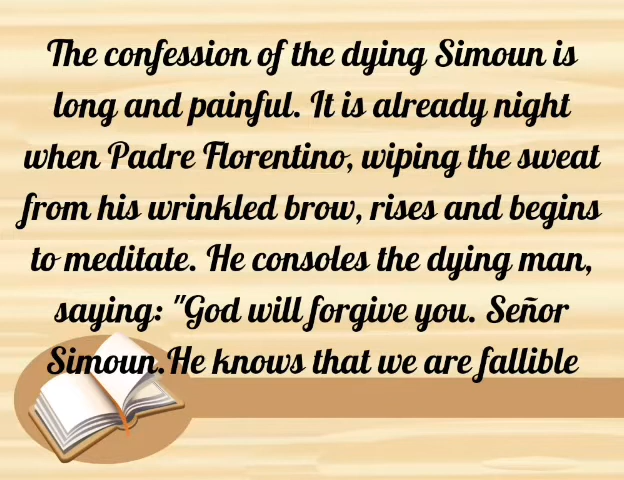 The confession of the dying Simoun is
long and painful. It is already night
when Padre Florentino, wiping the sweat
from his wrinkled brow, rises and begins
to meditate. He consoles the dying man,
saying: "God will forgive you. Señor
Simoun.He knows that we are fallible